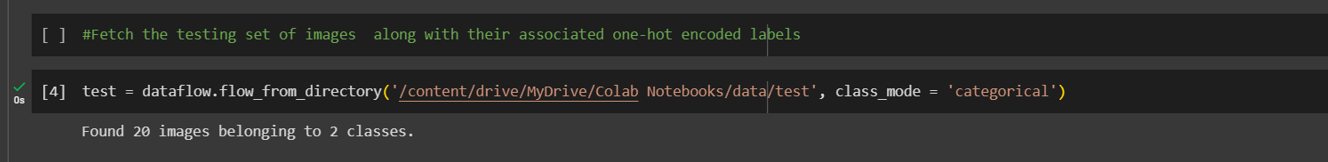 [ ] #Fetch the testing set of images  along with their associated one-hot encoded labels
[4] test = dataflow.flow_from_directory('/content/drive/MyDrive/Colab Notebooks/data/test', class_mode = 'categorical')
0s
Found 20 images belonging to 2 classes.